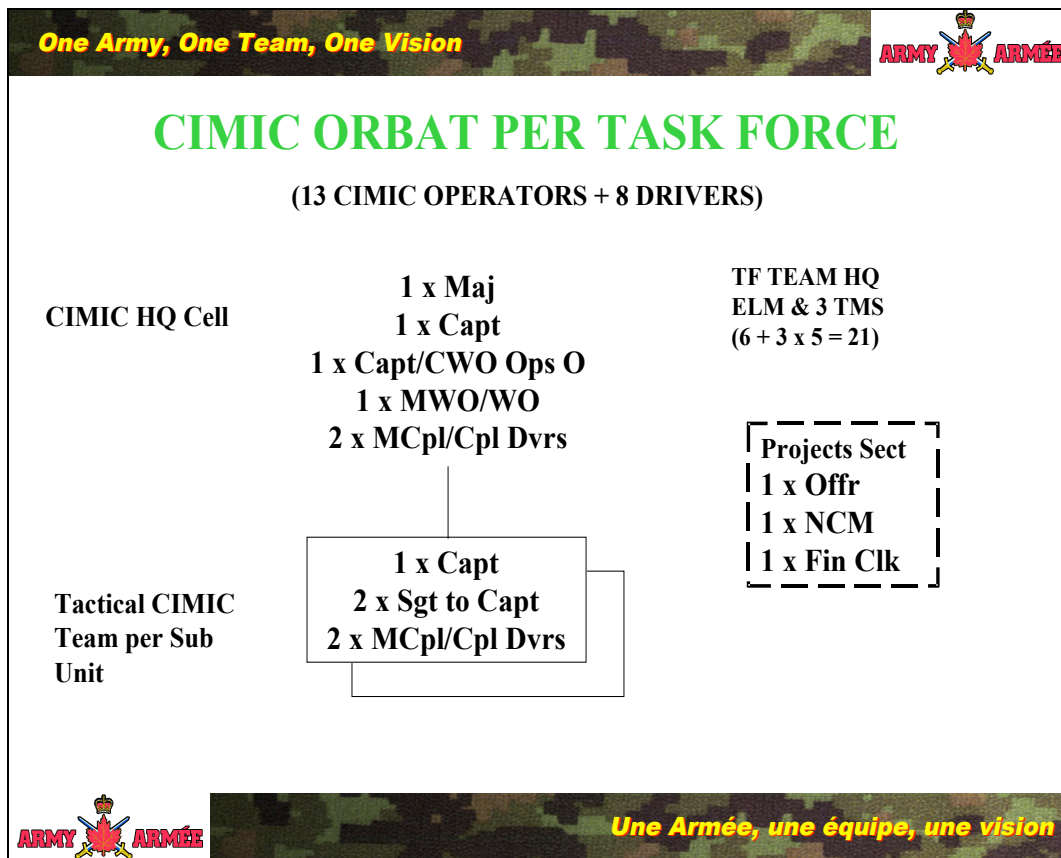 One Army, One Team, One Vision
ARMY ARMÉE
CIMIC ORBAT PER TASK FORCE
(13 CIMIC OPERATORS + 8 DRIVERS)
CIMIC HQ Cell
1 x Maj
1 x Capt
1 x Capt/CWO Ops O
1 x MWO/WO
2 x MCpl/Cpl Dvrs
TF TEAM HQ
ELM & 3 TMS
(6 + 3 x 5 = 21)
Projects Sect
1 x Offr
1 x NCM
1 x Fin Clk
Tactical CIMIC
Team per Sub
Unit
1 x Capt
2 x Sgt to Capt
2 x MCpl/Cpl Dvrs
ARMY ARMÉE
Une Armée, une équipe, une vision